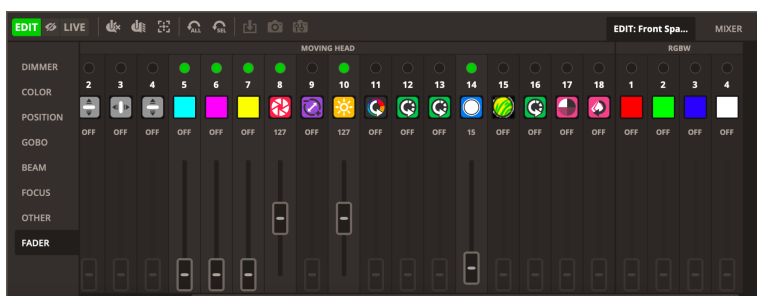 EDIT LIVE ALL SEL EDIT: Front Spa... MIXER
MOVING HEAD RGBW
DIMMER
COLOR
POSITION
GOBO
BEAM
FOCUS
OTHER
FADER
2 3 4 5 6 7 8 9 10 11 12 13 14 15 16 17 18 1 2 3 4
OFF OFF OFF OFF OFF OFF 127 OFF 127 OFF OFF OFF 15 OFF OFF OFF OFF OFF OFF OFF OFF